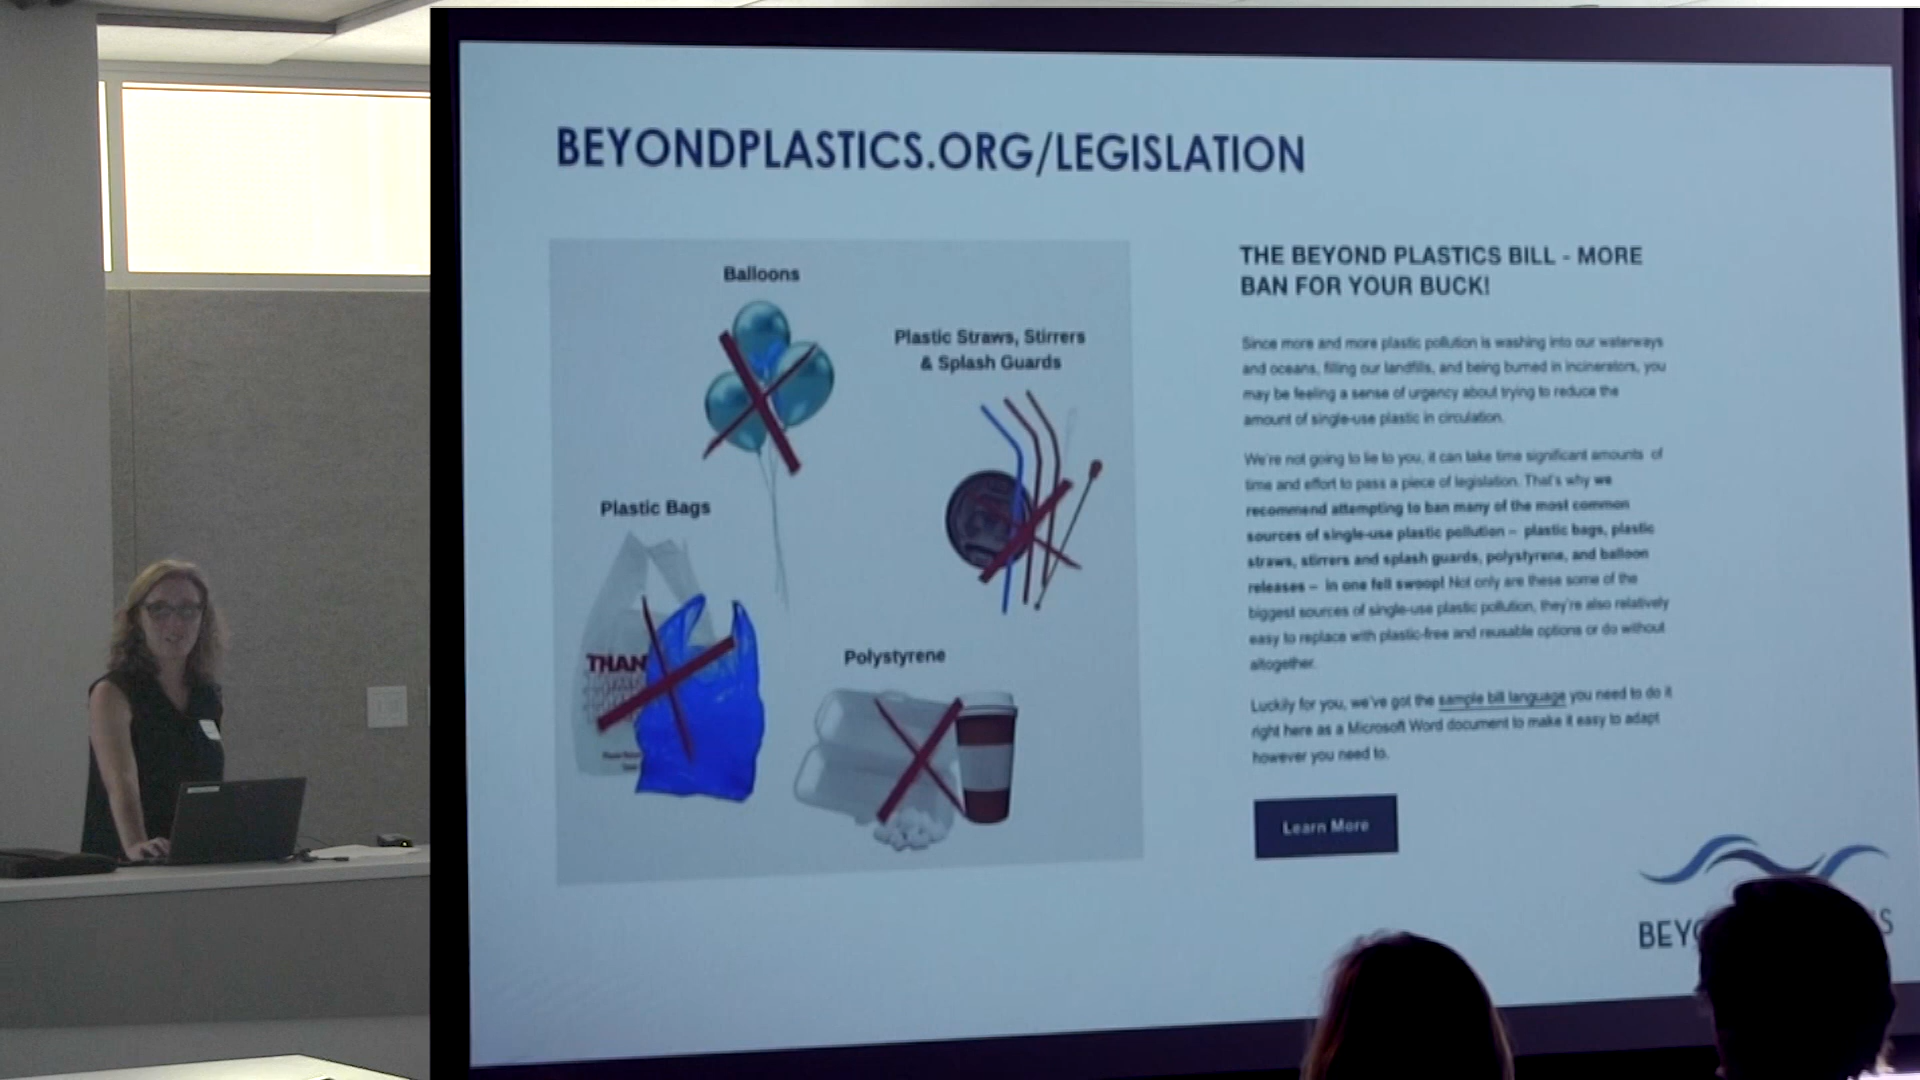 BEYONDPLASTICS.ORG/LEGISLATION
Balloons
Plastic Straws, Stirrers
& Splash Guards
Plastic Bags
THAN
Polystyrene
THE BEYOND PLASTICS BILL - MORE
BAN FOR YOUR BUCK!
Since more and more plastic pollution is washing into our waterways
and oceans, filling our landfills, and being burned in incinerators, you
may be feeling a sense of urgency about trying to reduce the
amount of single-use plastic in circulation.
We're not going to lie to you, it can take time significant amounts of
time and effort to pass a piece of legislation. That's why we
recommend attempting to ban many of the most common
sources of single-use plastic pollution – plastic bags, plastic
straws, stirrers and splash guards, polystyrene, and balloon
releases – in one fell swoop! Not only are these some of the
biggest sources of single-use plastic pollution, they're also relatively
easy to replace with plastic-free and reusable options or do without
altogether.
Luckily for you, we've got the sample bill language you need to do it
right here as a Microsoft Word document to make it easy to adapt
however you need to.
Learn More
BEYO S